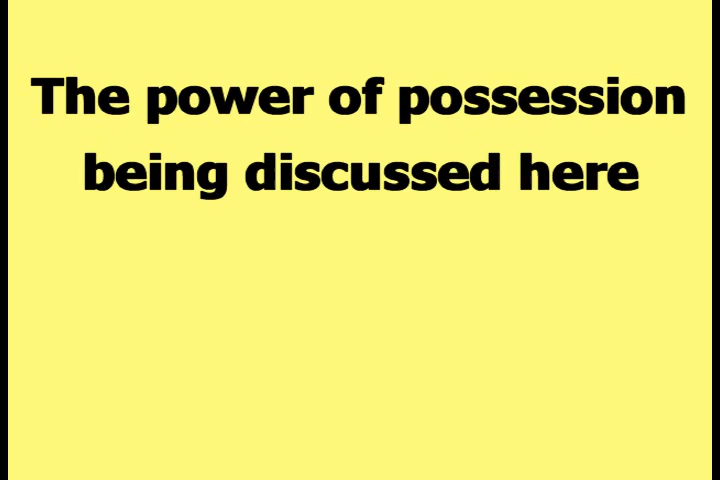 The power of possession
being discussed here